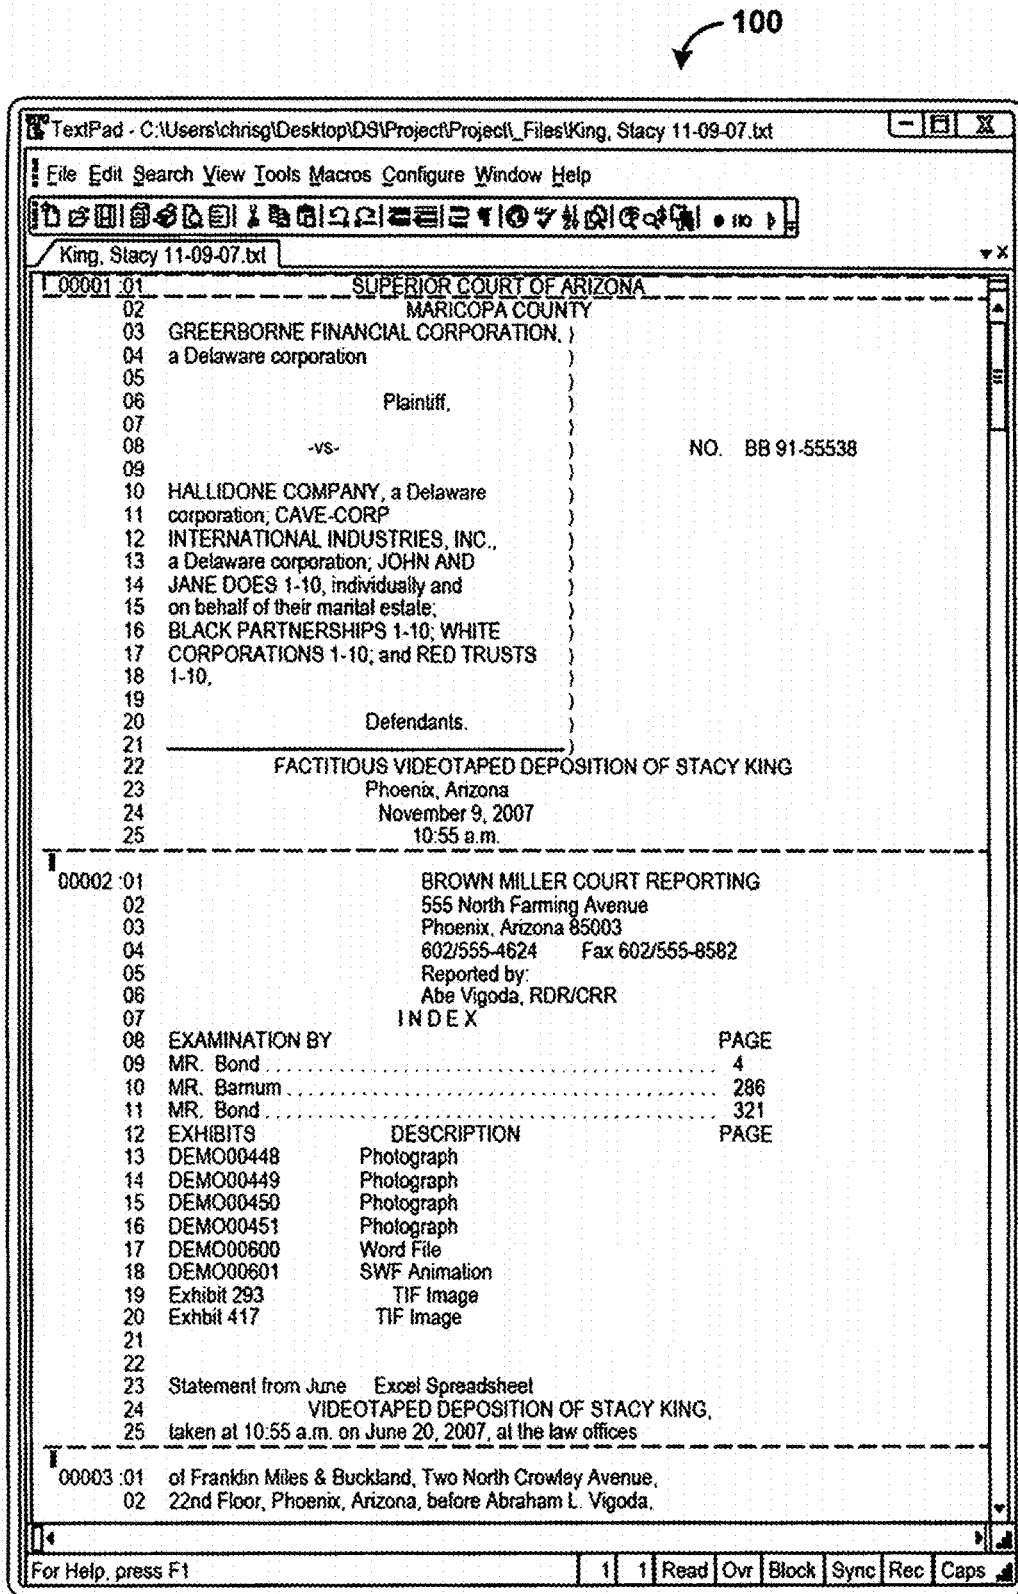 100
TextPad - C:\Users\chrisg\Desktop\DS\Project\Project\_Files\King, Stacy 11-09-07.txt
File Edit Search View Tools Macros Configure Window Help
King, Stacy 11-09-07.txt
00001 :01 SUPERIOR COURT OF ARIZONA
02 MARICOPA COUNTY
03 GREERBORNE FINANCIAL CORPORATION, )
04 a Delaware corporation )
05 )
06 Plaintiff, )
07 )
08 -vs- ) NO. BB 91-55538
09 )
10 HALLIDONE COMPANY, a Delaware )
11 corporation; CAVE-CORP )
12 INTERNATIONAL INDUSTRIES, INC., )
13 a Delaware corporation; JOHN AND )
14 JANE DOES 1-10, individually and )
15 on behalf of their marital estate; )
16 BLACK PARTNERSHIPS 1-10; WHITE )
17 CORPORATIONS 1-10; and RED TRUSTS )
18 1-10, )
19 )
20 Defendants. )
21 )
22 FACTITIOUS VIDEOTAPED DEPOSITION OF STACY KING
23 Phoenix, Arizona
24 November 9, 2007
25 10:55 a.m.
00002 :01 BROWN MILLER COURT REPORTING
02 555 North Farming Avenue
03 Phoenix, Arizona 85003
04 602/555-4624 Fax 602/555-8582
05 Reported by:
06 Abe Vigoda, RDR/CRR
07 I N D E X
08 EXAMINATION BY PAGE
09 MR. Bond . . . . . . . . . . . . . . . . . . . . 4
10 MR. Barnum . . . . . . . . . . . . . . . . . . . . 286
11 MR. Bond . . . . . . . . . . . . . . . . . . . . 321
12 EXHIBITS DESCRIPTION PAGE
13 DEMO00448 Photograph
14 DEMO00449 Photograph
15 DEMO00450 Photograph
16 DEMO00451 Photograph
17 DEMO00600 Word File
18 DEMO00601 SWF Animation
19 Exhibit 293 TIF Image
20 Exhbit 417 TIF Image
21
22
23 Statement from June Excel Spreadsheet
24 VIDEOTAPED DEPOSITION OF STACY KING,
25 taken at 10:55 a.m. on June 20, 2007, at the law offices
00003 :01 of Franklin Miles & Buckland, Two North Crowley Avenue,
02 22nd Floor, Phoenix, Arizona, before Abraham L. Vigoda,
For Help, press F1 1 1 Read Ovr Block Sync Rec Caps